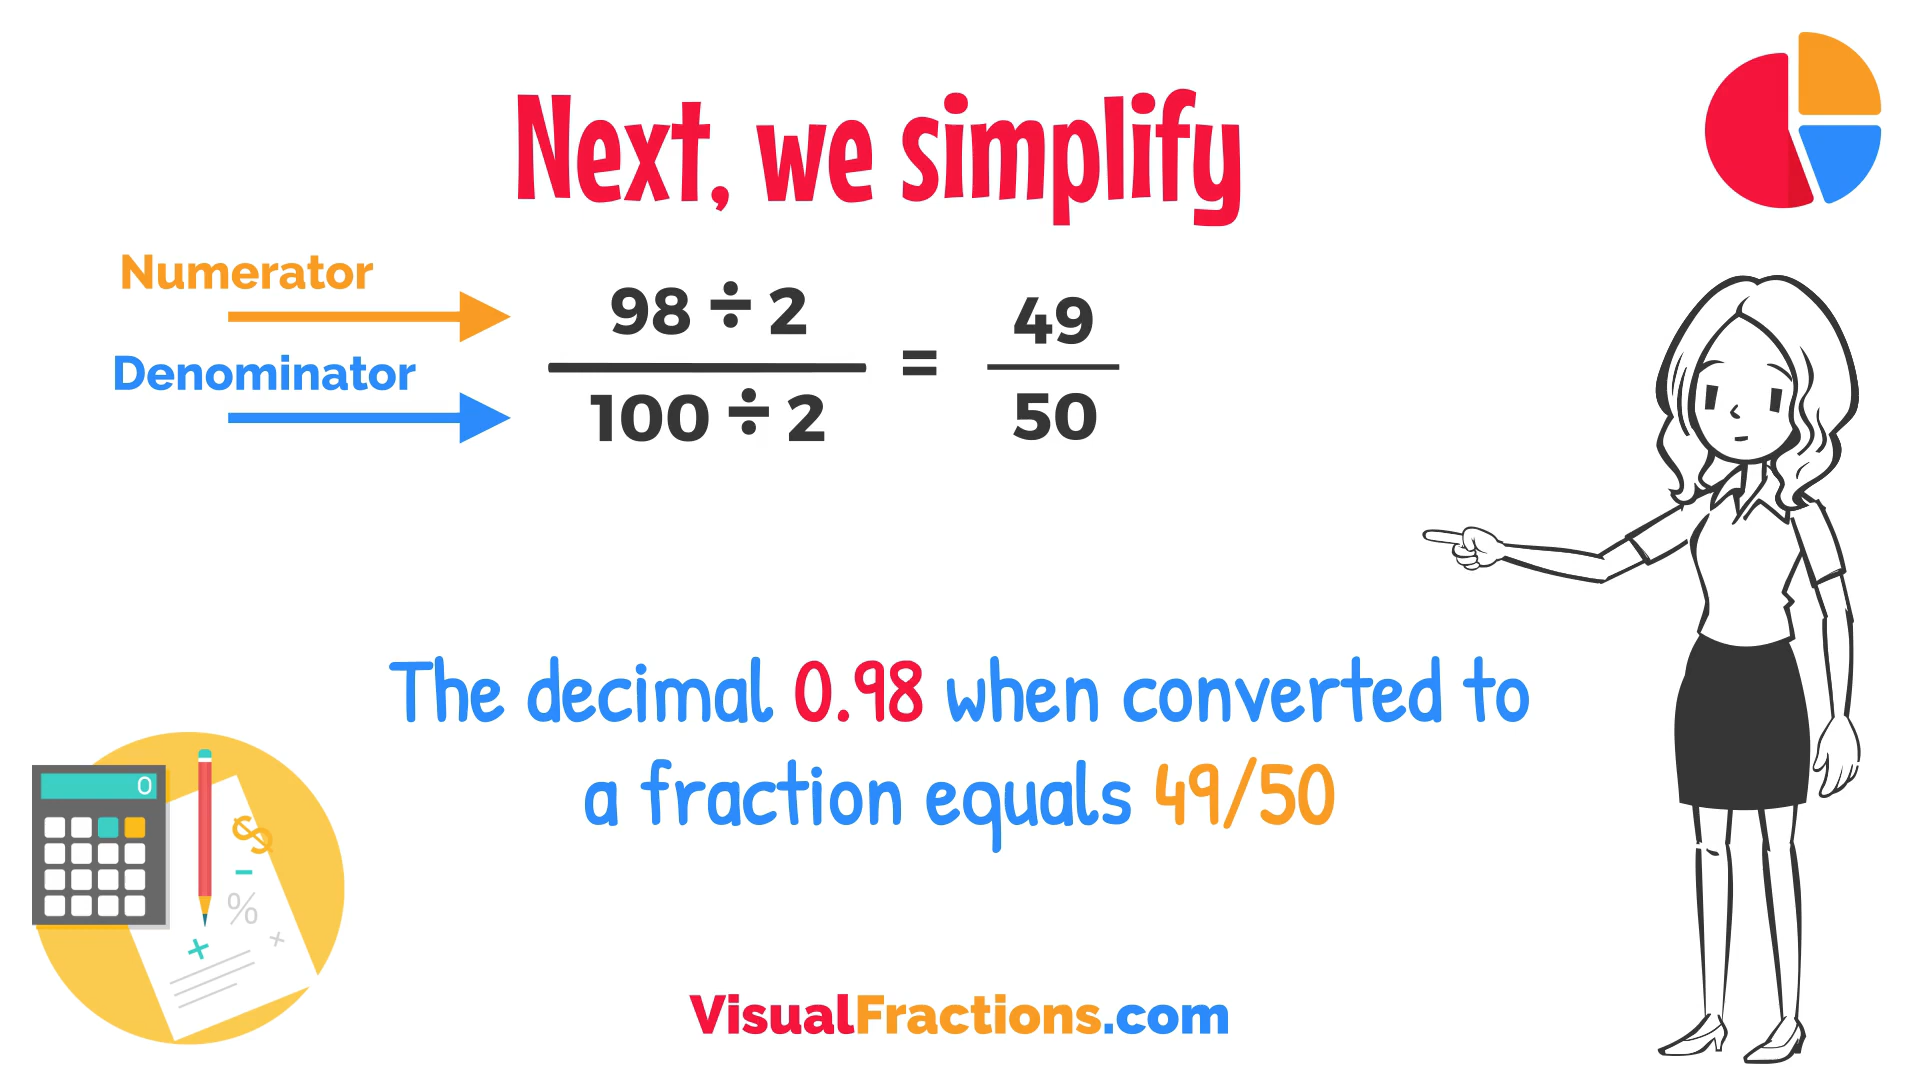 Next, we simplify
Numerator
Denominator
98 ÷ 2
100 ÷ 2
=
49
50
The decimal 0.98 when converted to
a fraction equals 49/50
0
$
-
%
+
×
VisualFractions.com